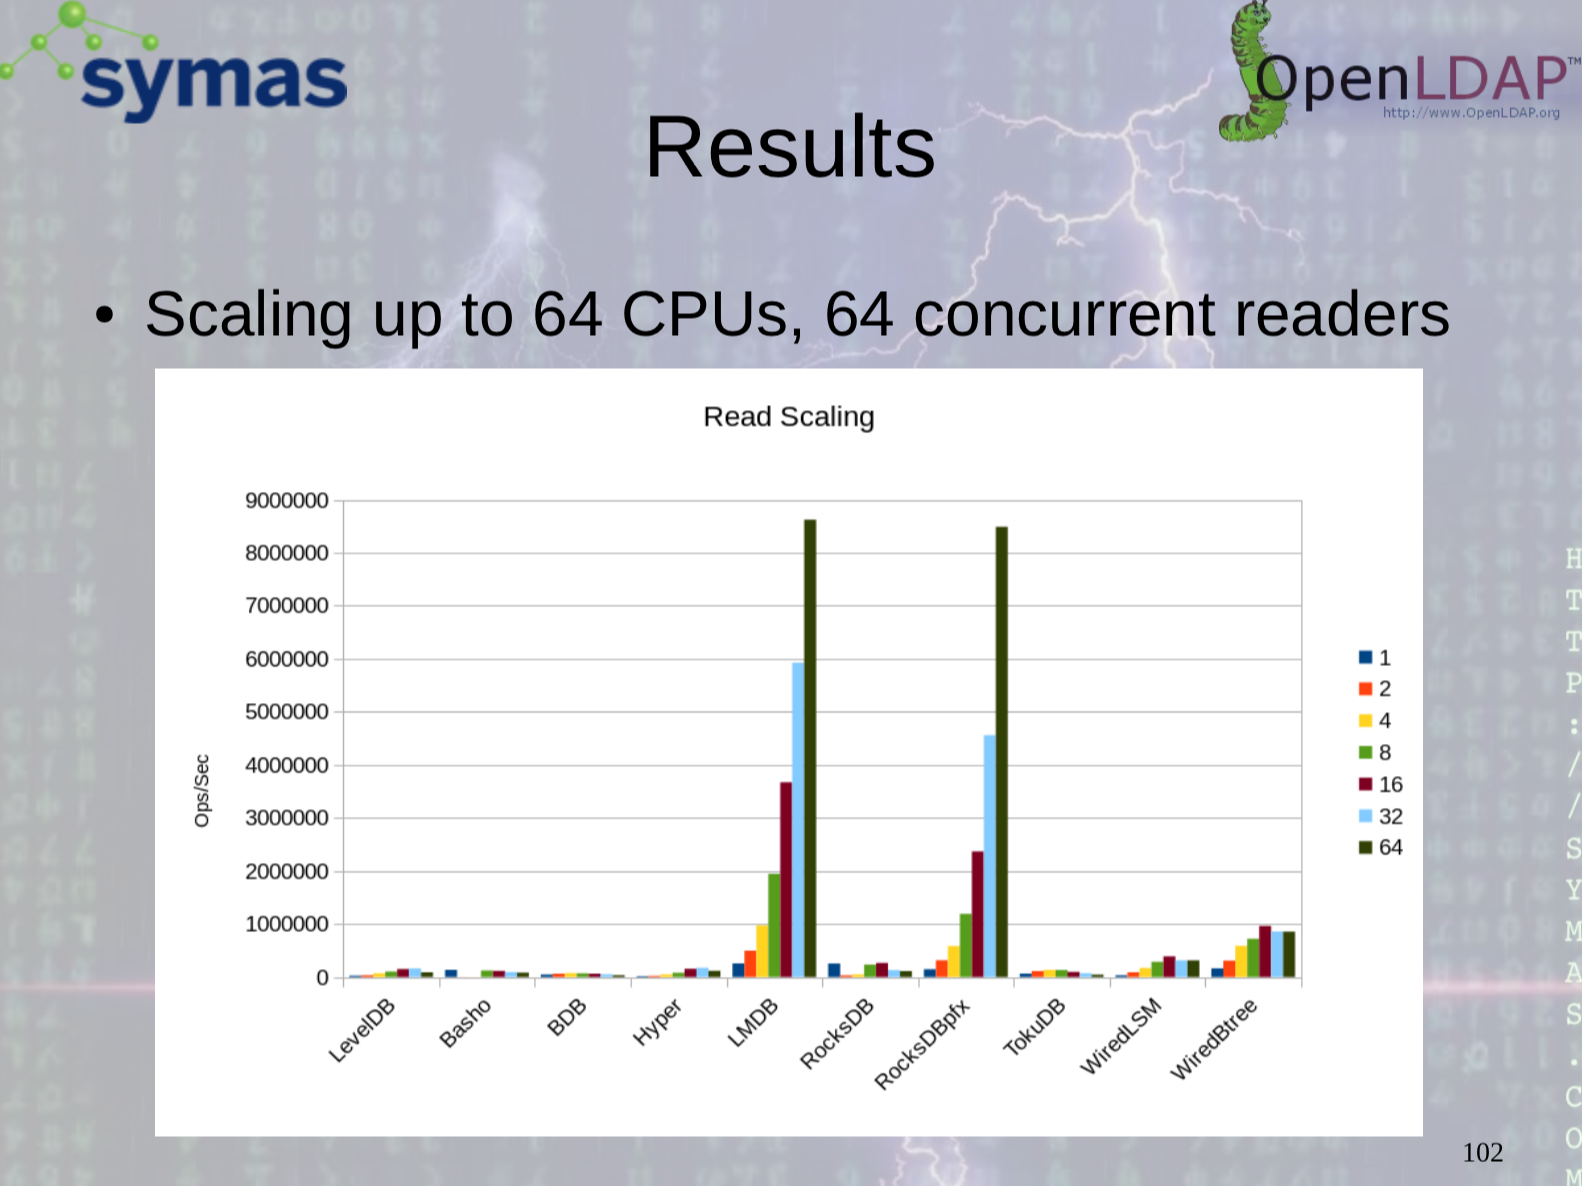 symas
OpenLDAP™
http://www.OpenLDAP.org
Results
• Scaling up to 64 CPUs, 64 concurrent readers
Read Scaling
Ops/Sec
9000000
8000000
7000000
6000000
5000000
4000000
3000000
2000000
1000000
0
LevelDB
Basho
BDB
Hyper
LMDB
RocksDB
RocksDBpfx
TokuDB
WiredLSM
WiredBtree
1
2
4
8
16
32
64
HTTP://SYMAS.COM
102